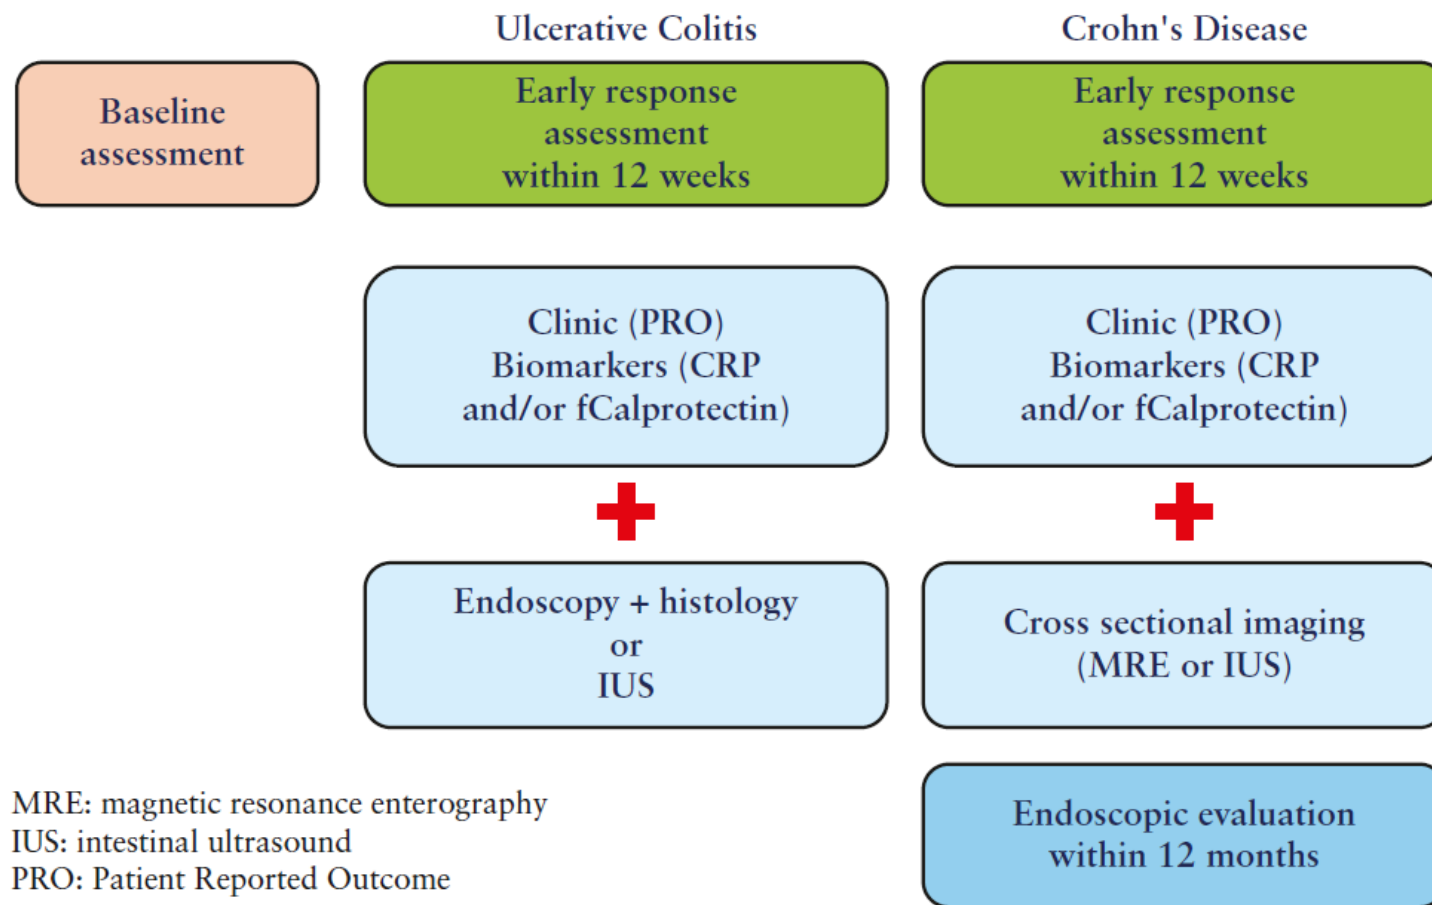 Ulcerative Colitis
Crohn's Disease
Baseline
assessment
Early response
assessment
within 12 weeks
Early response
assessment
within 12 weeks
Clinic (PRO)
Biomarkers (CRP
and/or fCalprotectin)
Clinic (PRO)
Biomarkers (CRP
and/or fCalprotectin)
Endoscopy + histology
or
IUS
Cross sectional imaging
(MRE or IUS)
Endoscopic evaluation
within 12 months
MRE: magnetic resonance enterography
IUS: intestinal ultrasound
PRO: Patient Reported Outcome